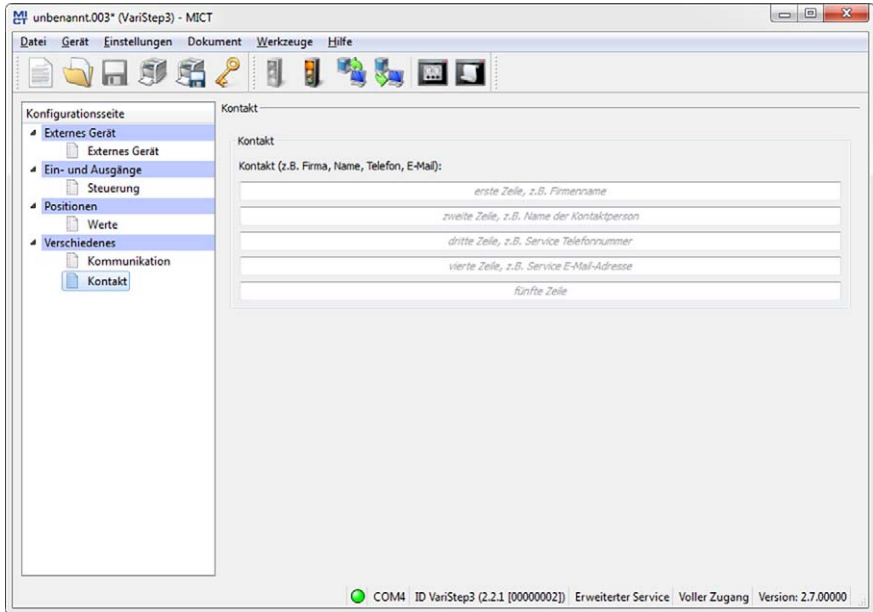 unbenannt.003* (VariStep3) - MICT
Datei Gerät Einstellungen Dokument Werkzeuge Hilfe
Konfigurationsseite
Externes Gerät
Externes Gerät
Ein- und Ausgänge
Steuerung
Positionen
Werte
Verschiedenes
Kommunikation
Kontakt
Kontakt
Kontakt
Kontakt (z.B. Firma, Name, Telefon, E-Mail):
erste Zeile, z.B. Firmenname
zweite Zeile, z.B. Name der Kontaktperson
dritte Zeile, z.B. Service Telefonnummer
vierte Zeile, z.B. Service E-Mail-Adresse
fünfte Zeile
COM4 ID VariStep3 (2.2.1 [00000002]) Erweiterter Service Voller Zugang Version: 2.7.00000